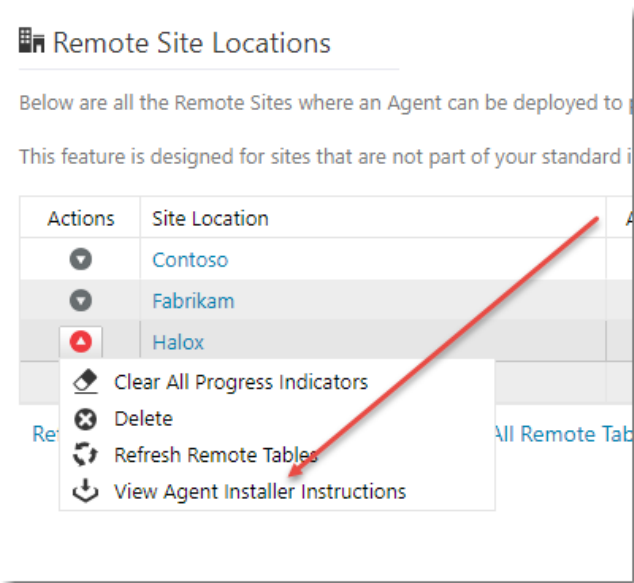 Remote Site Locations
Below are all the Remote Sites where an Agent can be deployed to
This feature is designed for sites that are not part of your standard
Actions Site Location
Contoso
Fabrikam
Halox
Clear All Progress Indicators
Delete
All Remote
Refresh Remote Tables
View Agent Installer Instructions